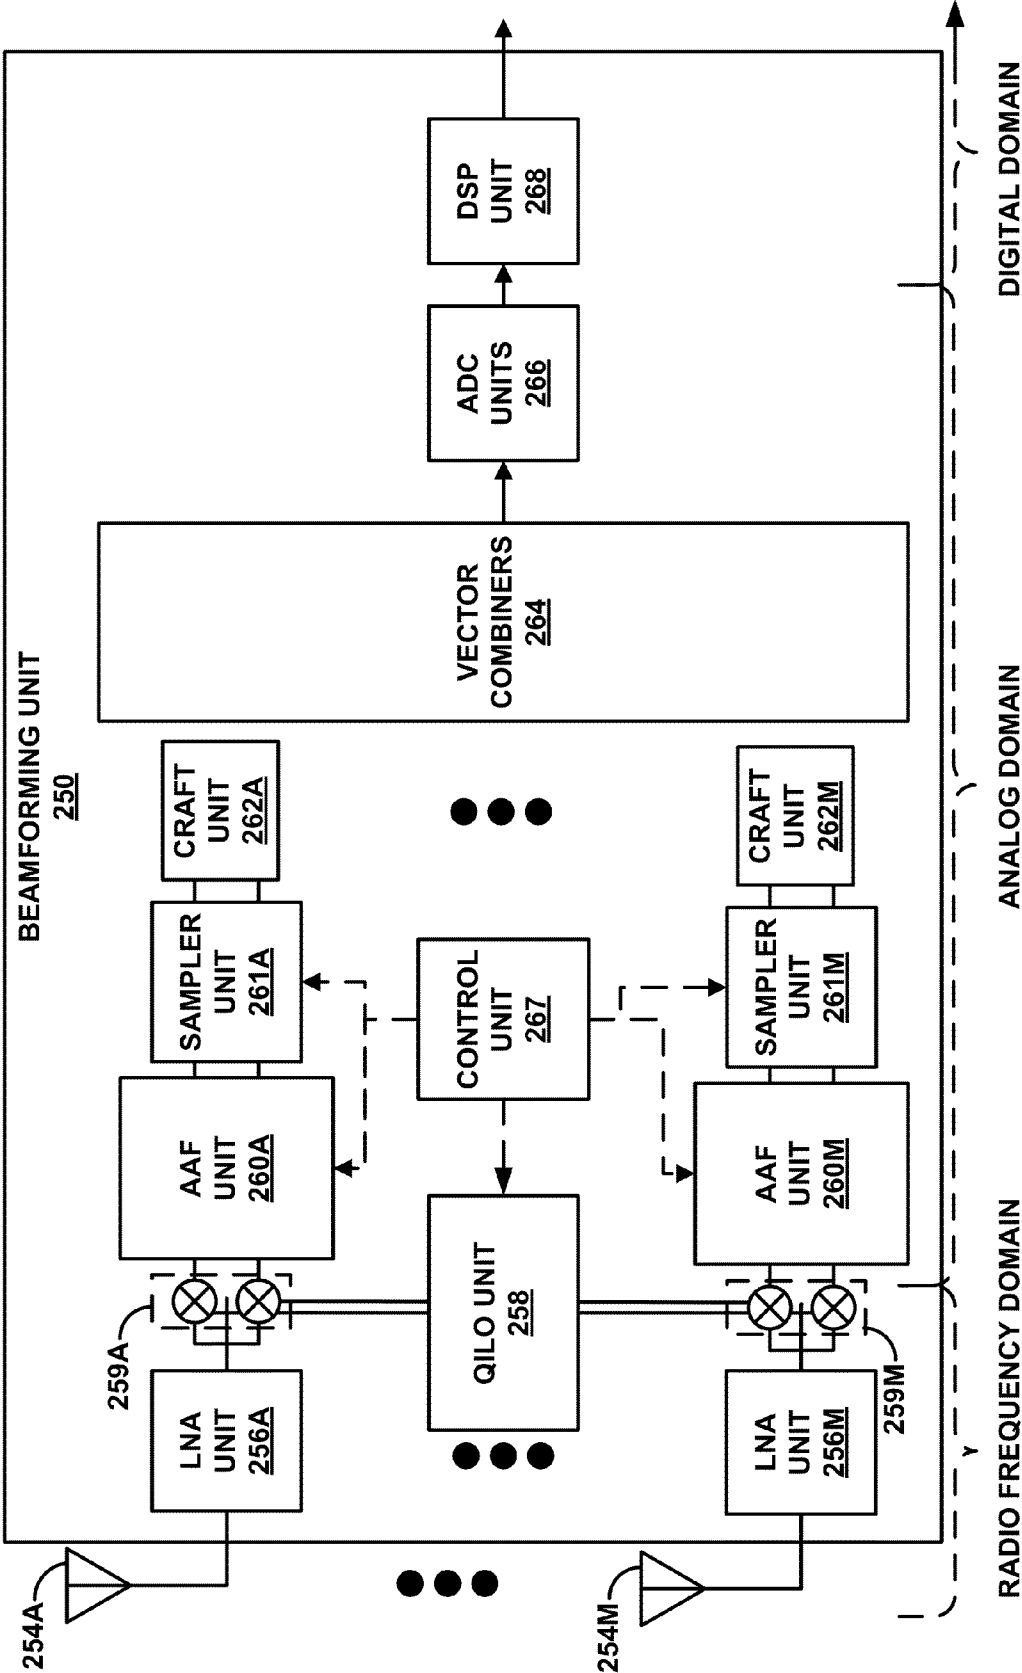 BEAMFORMING UNIT
250
254A
LNA
UNIT
256A
259A
AAF
UNIT
260A
SAMPLER
UNIT
261A
CRAFT
UNIT
262A
QILO UNIT
258
CONTROL
UNIT
267
VECTOR
COMBINERS
264
ADC
UNITS
266
DSP
UNIT
268
254M
LNA
UNIT
256M
259M
AAF
UNIT
260M
SAMPLER
UNIT
261M
CRAFT
UNIT
262M
RADIO FREQUENCY DOMAIN
ANALOG DOMAIN
DIGITAL DOMAIN